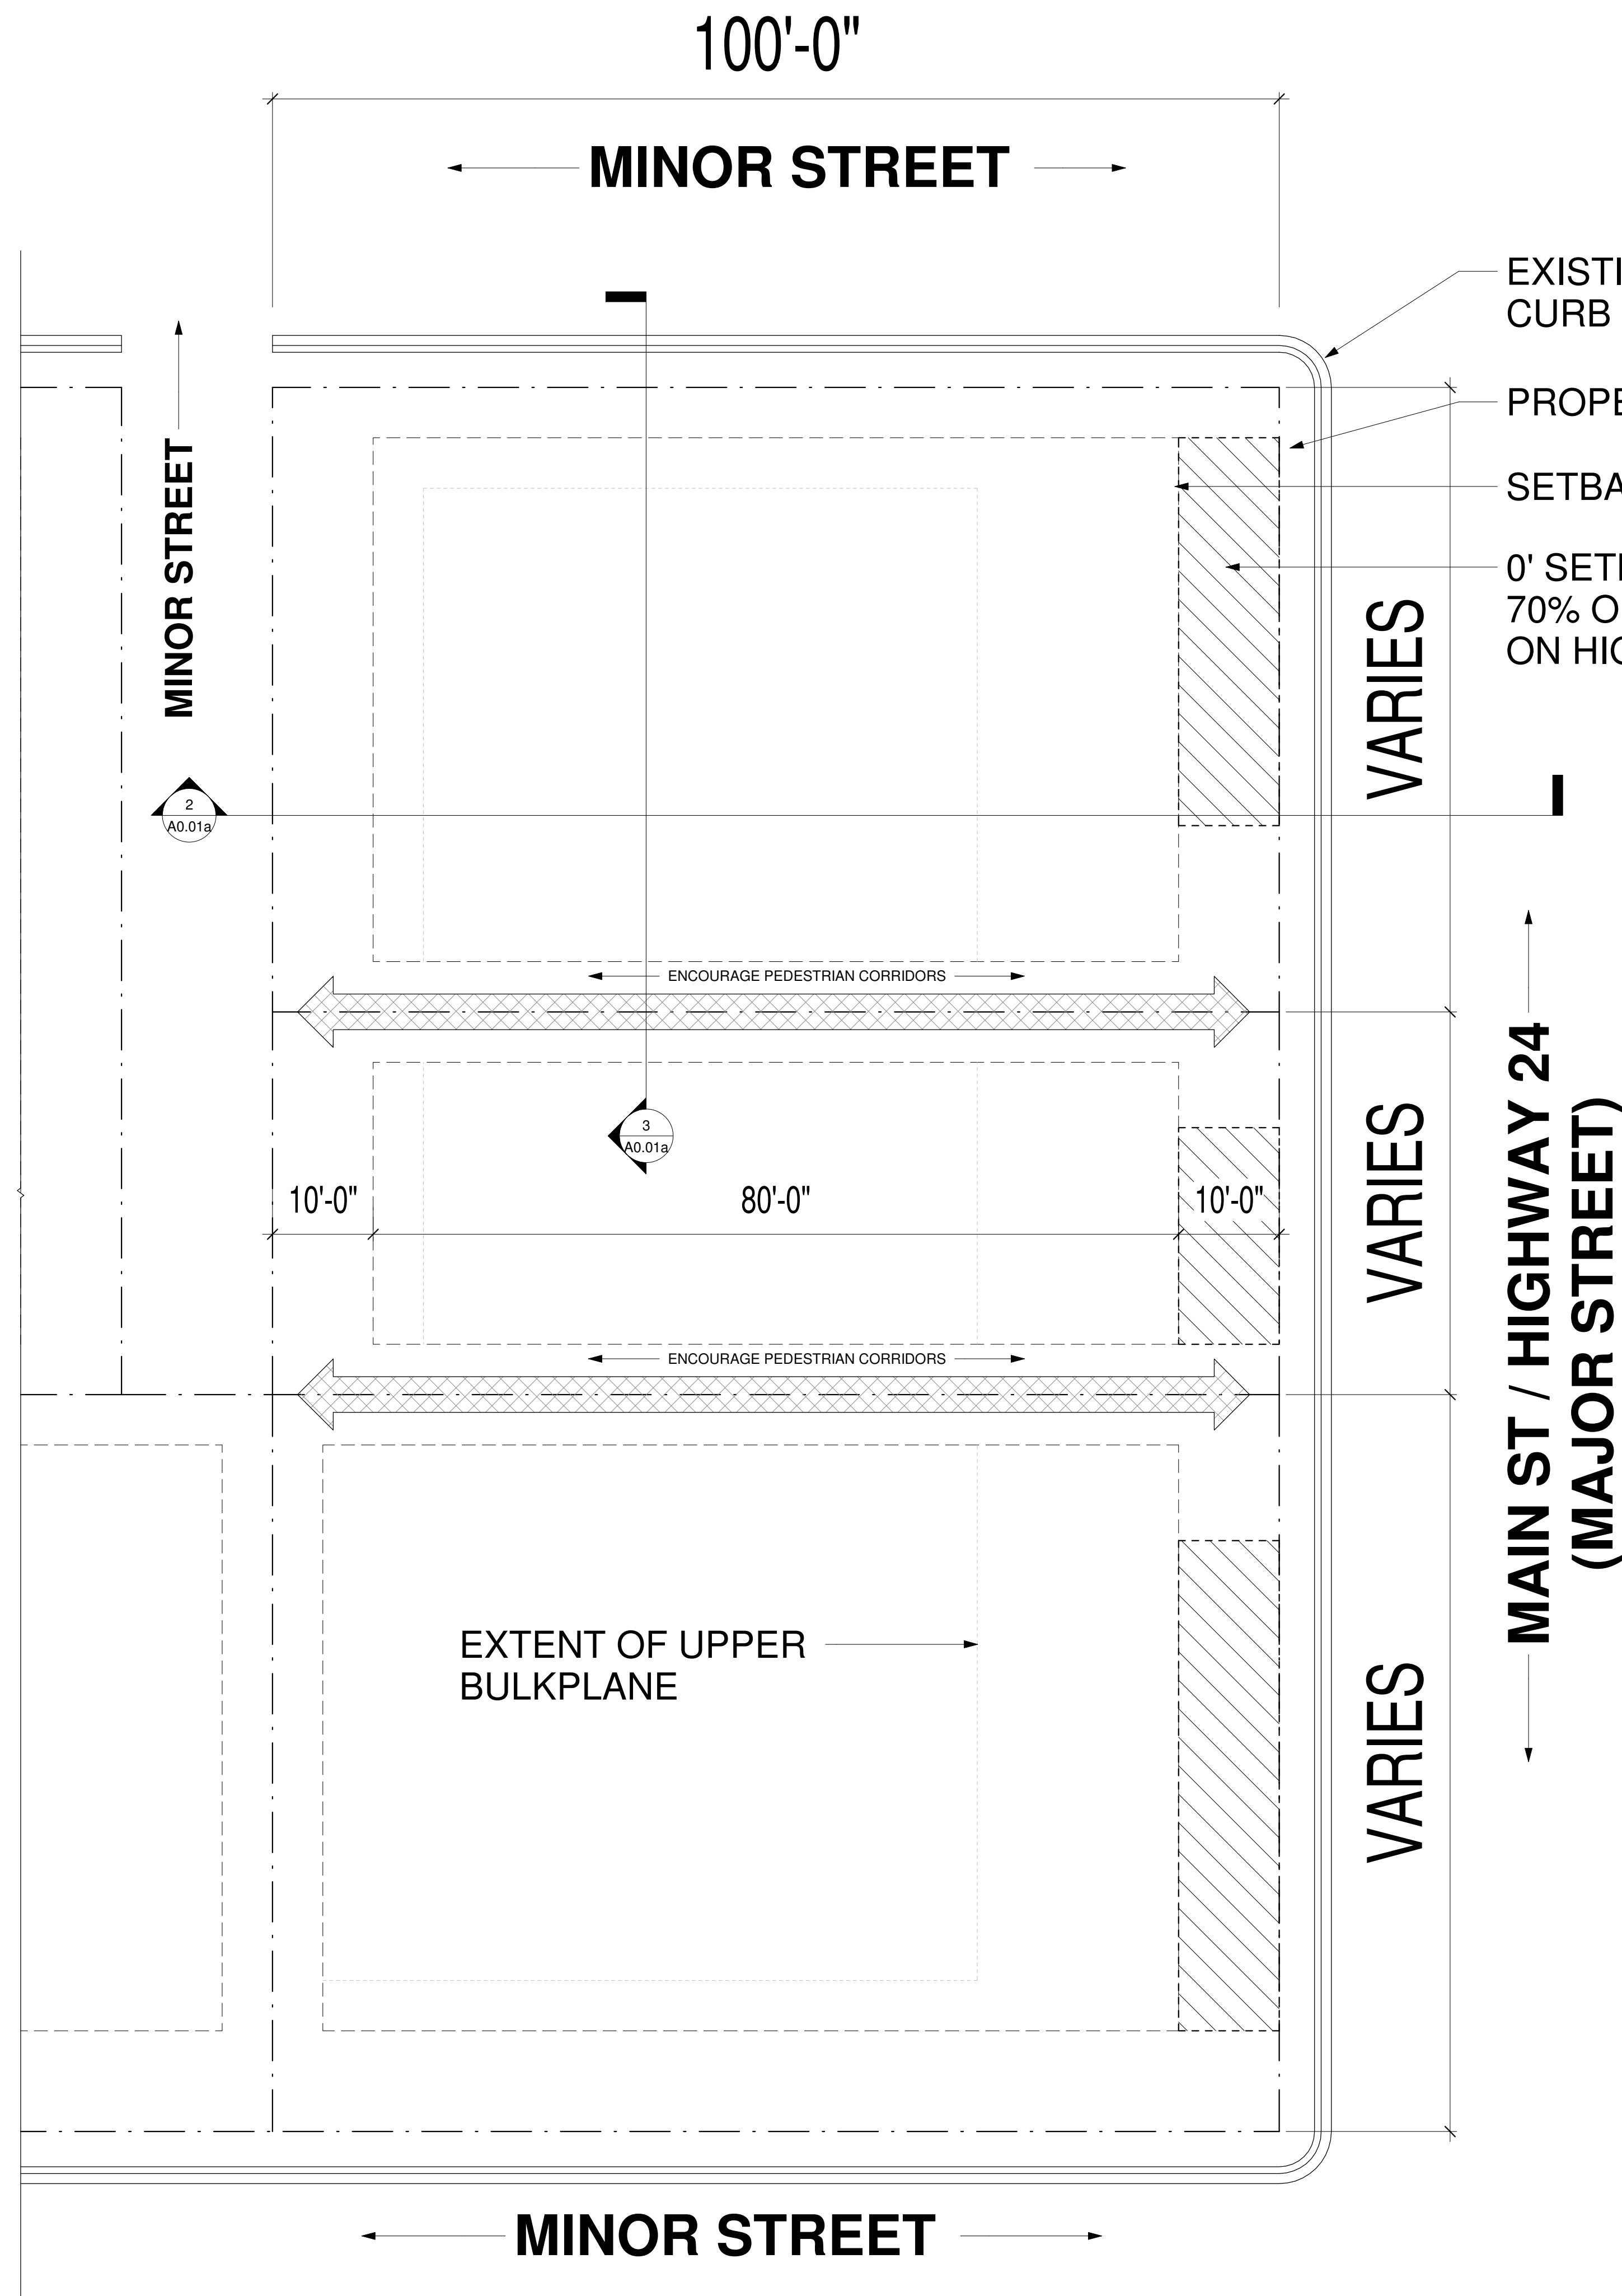 100'-0"
MINOR STREET
EXISTI
CURB
PROPE
SETBA
0' SET
70% O
ON HIG
MINOR STREET
VARIES
2
A0.01a
ENCOURAGE PEDESTRIAN CORRIDORS
3
A0.01a
10'-0"
80'-0"
10'-0"
VARIES
MAIN ST / HIGHWAY 24
(MAJOR STREET)
ENCOURAGE PEDESTRIAN CORRIDORS
EXTENT OF UPPER
BULKPLANE
VARIES
MINOR STREET